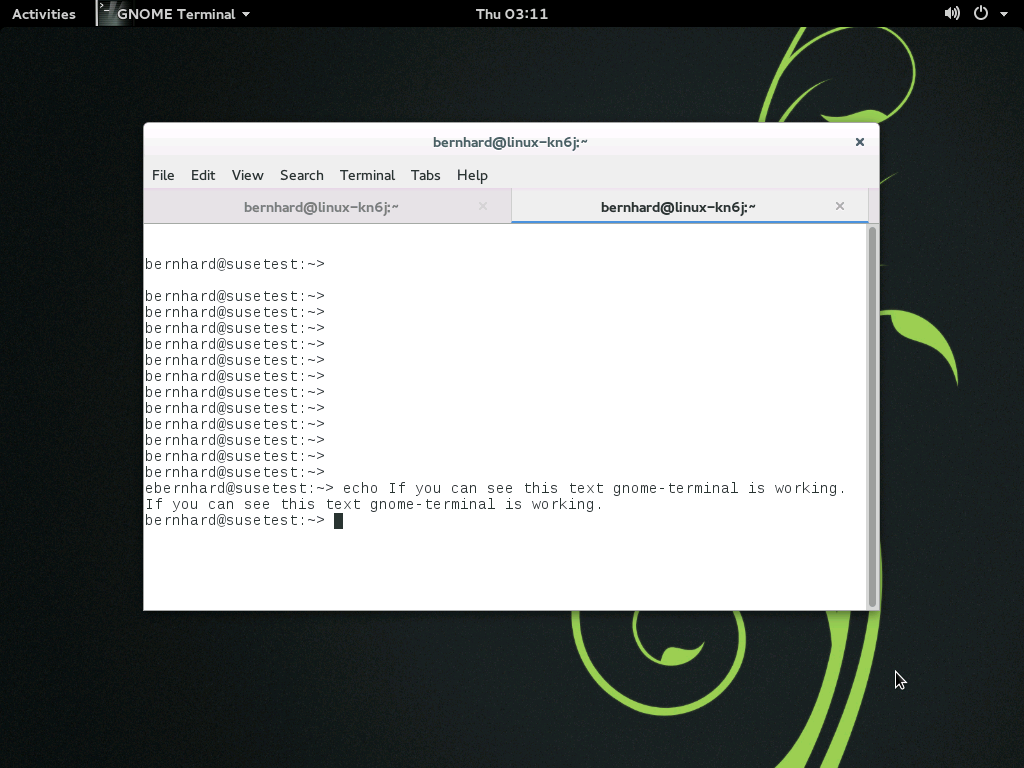 Activities GNOME Terminal Thu 03:11
bernhard@linux-kn6j:~
File Edit View Search Terminal Tabs Help
bernhard@linux-kn6j:~ bernhard@linux-kn6j:~
bernhard@susetest:~>
bernhard@susetest:~>
bernhard@susetest:~>
bernhard@susetest:~>
bernhard@susetest:~>
bernhard@susetest:~>
bernhard@susetest:~>
bernhard@susetest:~>
bernhard@susetest:~>
bernhard@susetest:~>
bernhard@susetest:~>
bernhard@susetest:~>
bernhard@susetest:~>
ebernhard@susetest:~> echo If you can see this text gnome-terminal is working.
If you can see this text gnome-terminal is working.
bernhard@susetest:~>